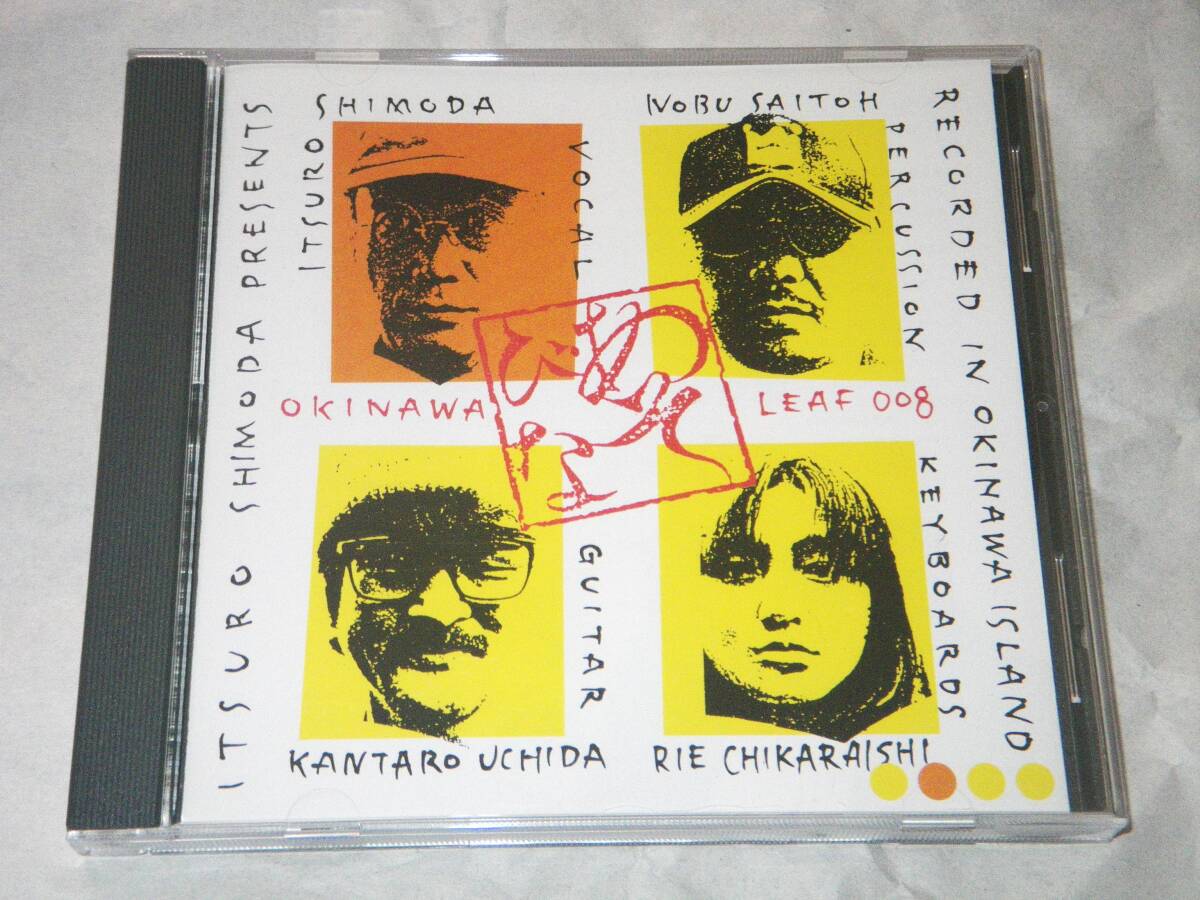 ITSURO SHIMODA PRESENTS
ITSURO SHIMODA
VOCAL
NOBU SAITOH
PERCUSSION
RECORDED IN OKINAWA ISLAND
OKINAWA
LEAF 008
GUITAR
KANTARO UCHIDA
KEYBOARDS
RIE CHIKARAISHI